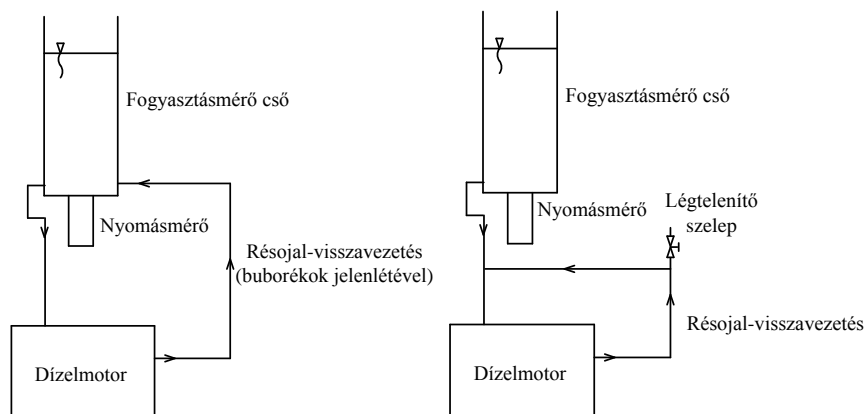 Fogyasztásmérő cső
Nyomásmérő
Résojal-visszavezetés
(buborékok jelenlétével)
Dízelmotor
Fogyasztásmérő cső
Nyomásmérő
Légtelenítő
szelep
Résojal-visszavezetés
Dízelmotor